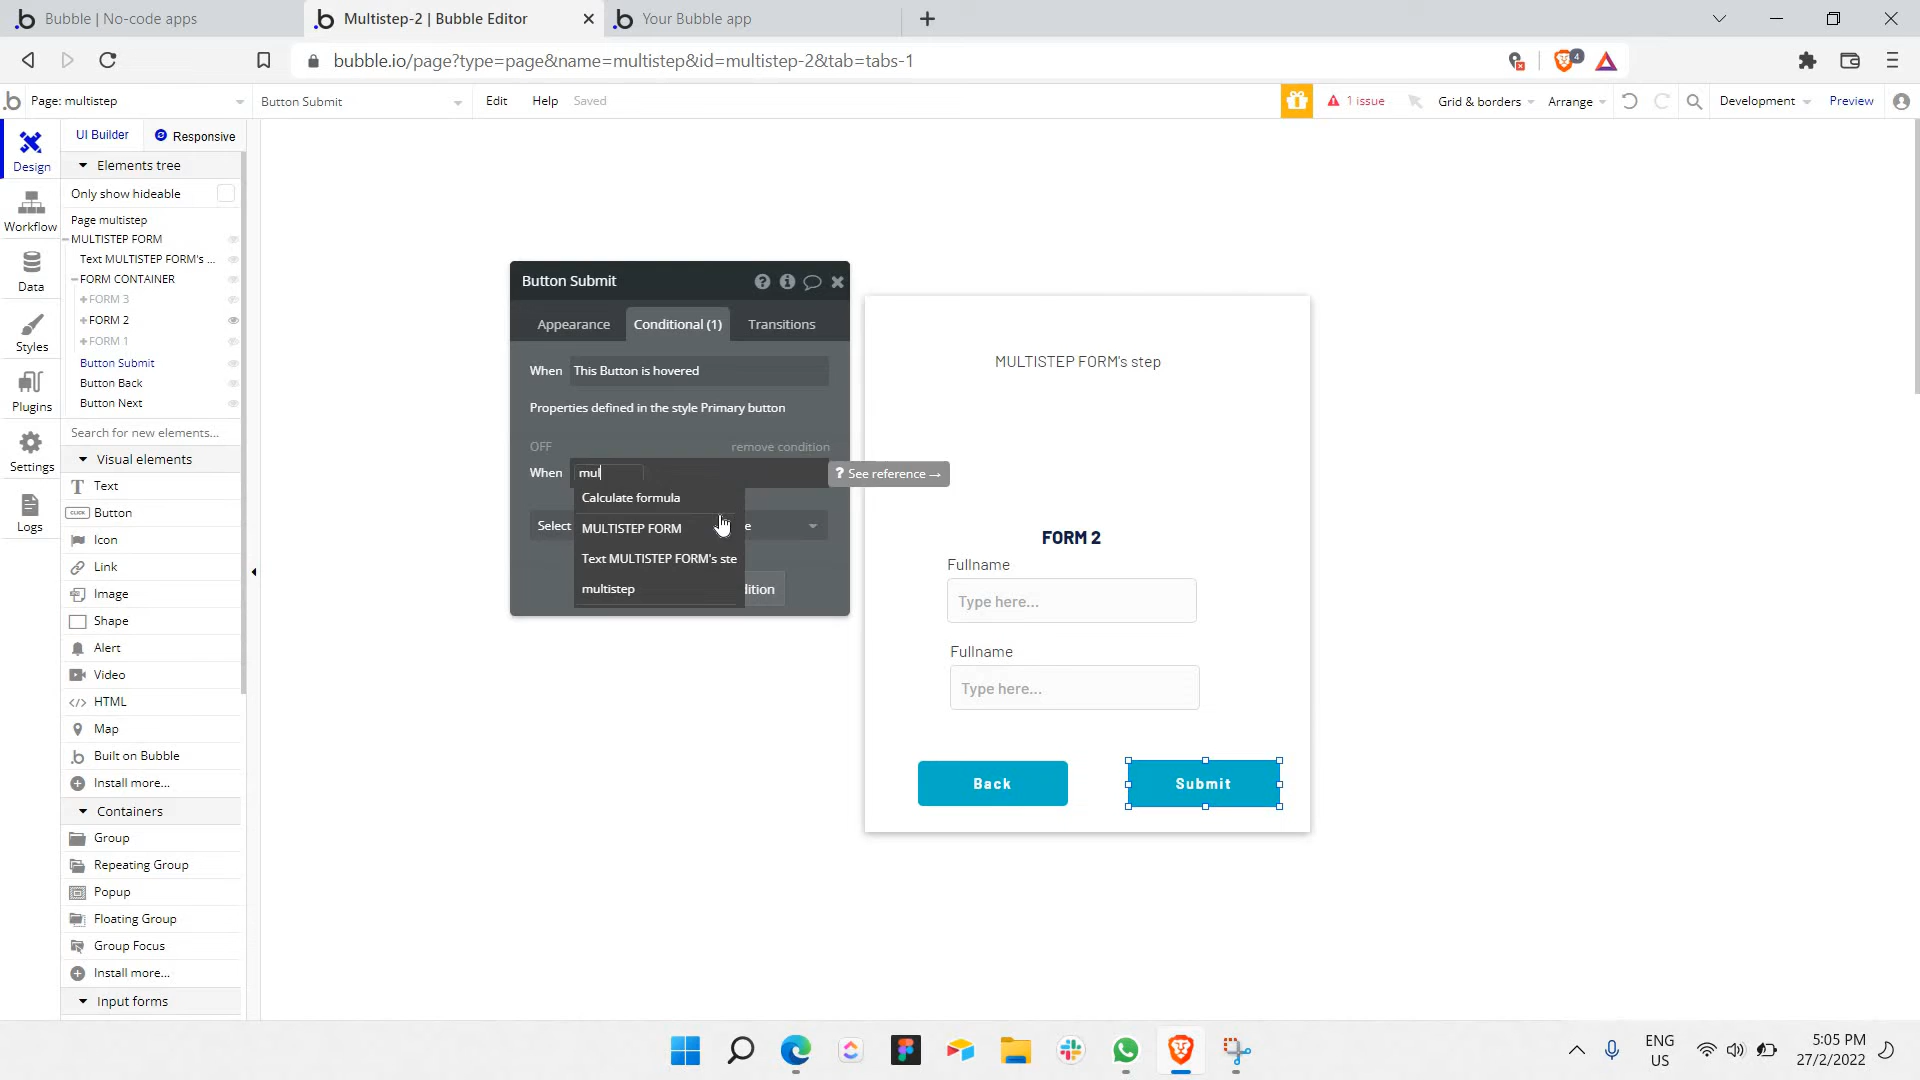 Bubble | No-code apps
Multistep-2 | Bubble Editor
Your Bubble app
bubble.io/page?type=page&name=multistep&id=multistep-2&tab=tabs-1
4
Page: multistep
Button Submit
Edit
Help
Saved
1 issue
Grid & borders
Arrange
Development
Preview
Design
Workflow
Data
Styles
Plugins
Settings
Logs
UI Builder
Responsive
Elements tree
Only show hideable
Page multistep
MULTISTEP FORM
Text MULTISTEP FORM's ...
FORM CONTAINER
FORM 3
FORM 2
FORM 1
Button Submit
Button Back
Button Next
Search for new elements...
Visual elements
Text
CLICK
Button
Icon
Link
Image
Shape
Alert
Video
HTML
Map
Built on Bubble
Install more...
Containers
Group
Repeating Group
Popup
Floating Group
Group Focus
Install more...
Input forms
Button Submit
Appearance
Conditional (1)
Transitions
When This Button is hovered
Properties defined in the style Primary button
OFF
remove condition
When mul
? See reference →
Calculate formula
MULTISTEP FORM
Text MULTISTEP FORM's ste
multistep
Select
e
dition
MULTISTEP FORM's step
FORM 2
Fullname
Type here...
Fullname
Type here...
Back
Submit
ENG
US
5:05 PM
27/2/2022